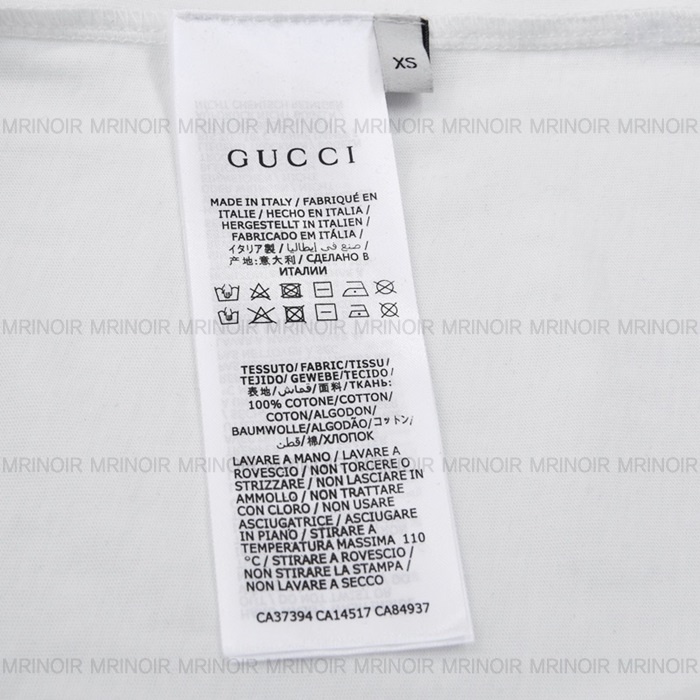 XS
MRINOIR MRINOIR MRINOIR MRINOIR MRINOIR MRINOIR MRINOIR MRINOIR
GUCCI
MADE IN ITALY / FABRIQUÉ EN
ITALIE / HECHO EN ITALIA /
HERGESTELLT IN ITALIEN /
FABRICADO EM ITÁLIA /
イタリア製 / صنع في إيطاليا /
产地:意大利 / СДЕЛАНО В
ИТАЛИИ
MRINOIR MRINOIR MRINOIR MRINOIR MRINOIR MRINOIR MRINOIR MRINOIR
TESSUTO/FABRIC/TISSU/
TEJIDO/ GEWEBE/TECIDO/
表地/قماش/面料/ТКАНЬ:
100% COTONE/COTTON/
COTON/ALGODON/
BAUMWOLLE/ALGODÃO/コットン/
قطن/棉/ХЛОПОК
LAVARE A MANO / LAVARE A
ROVESCIO / NON TORCERE O
STRIZZARE / NON LASCIARE IN
AMMOLLO / NON TRATTARE
CON CLORO / NON USARE
ASCIUGATRICE / ASCIUGARE
IN PIANO / STIRARE A
TEMPERATURA MASSIMA 110
°C / STIRARE A ROVESCIO /
NON STIRARE LA STAMPA /
NON LAVARE A SECCO
MRINOIR MRINOIR MRINOIR MRINOIR MRINOIR MRINOIR MRINOIR MRINOIR
CA37394 CA14517 CA84937
MRINOIR MRINOIR MRINOIR MRINOIR MRINOIR MRINOIR MRINOIR MRINOIR